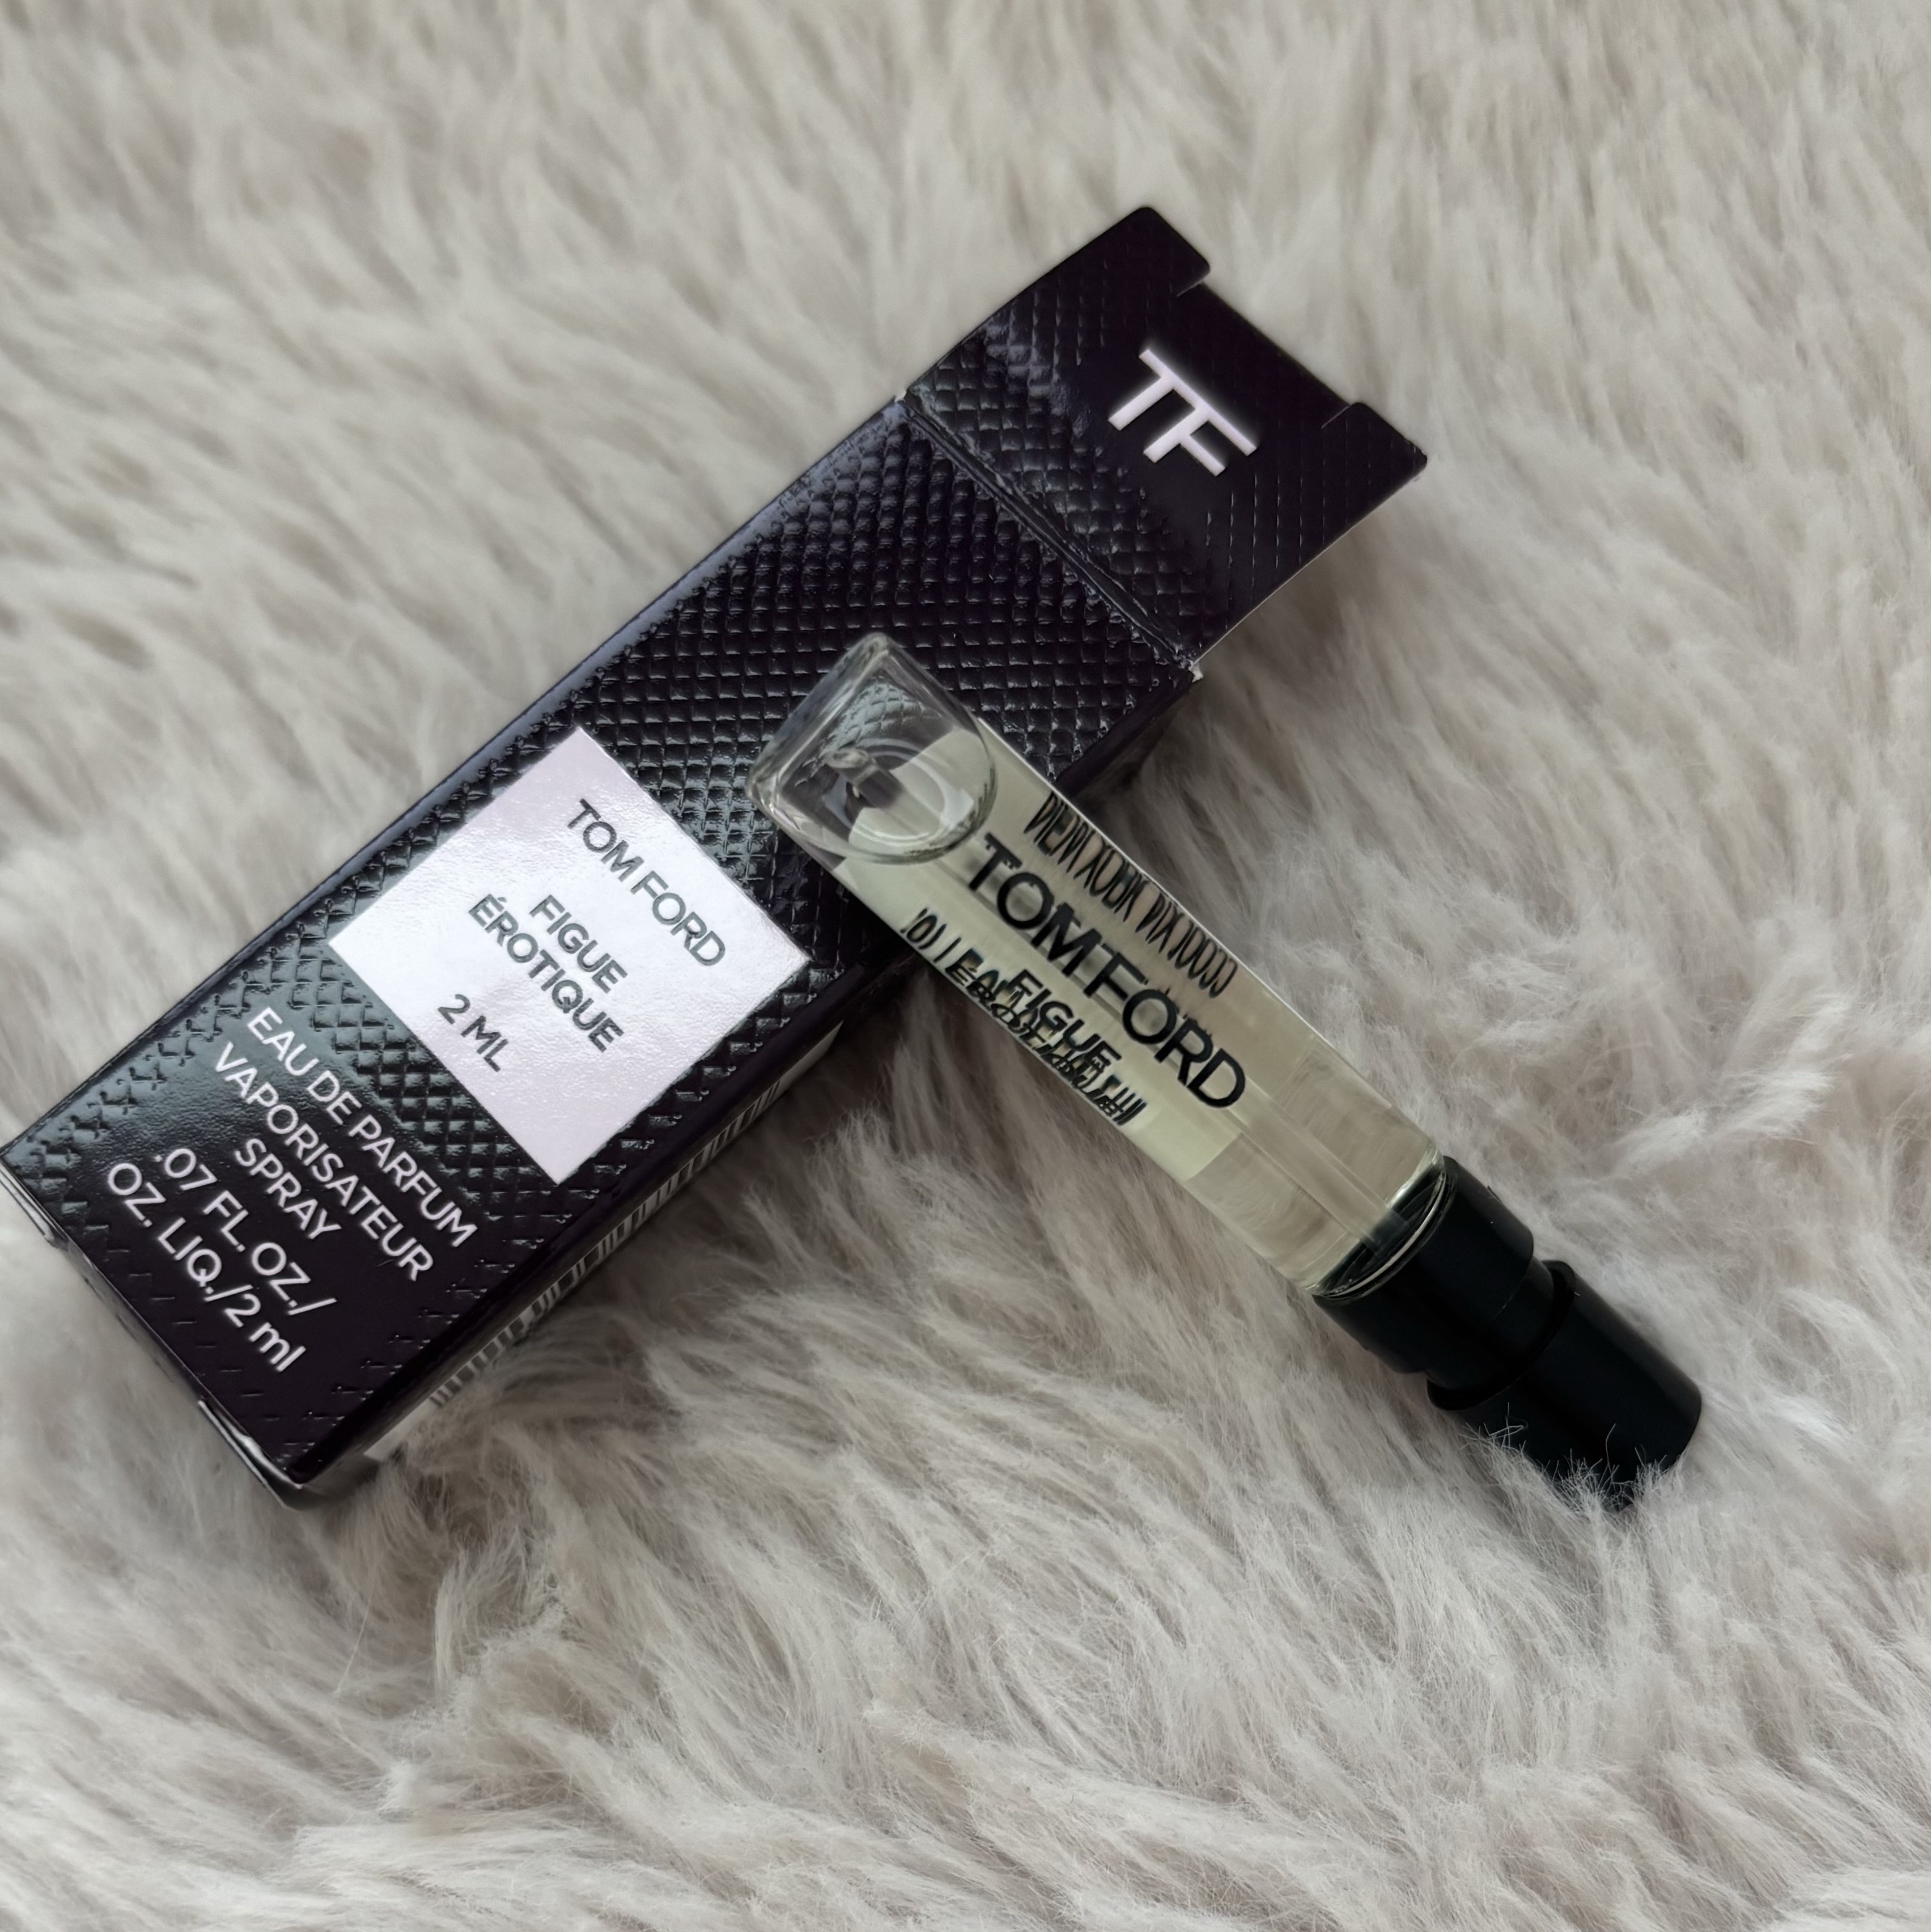 TF
TOM FORD
FIGUE
ÉROTIQUE
2 ML
EAU DE PARFUM
VAPORISATEUR
SPRAY
.07 FL. OZ./
OZ. LIQ./2 ml
TOM FORD
FIGUE